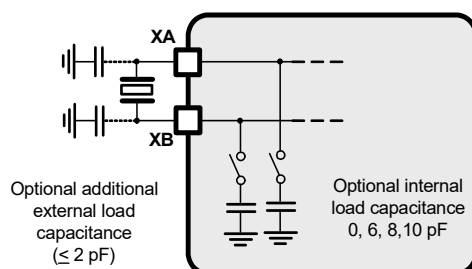 XA
XB
Optional additional
external load
capacitance
(≤ 2 pF)
Optional internal
load capacitance
0, 6, 8,10 pF